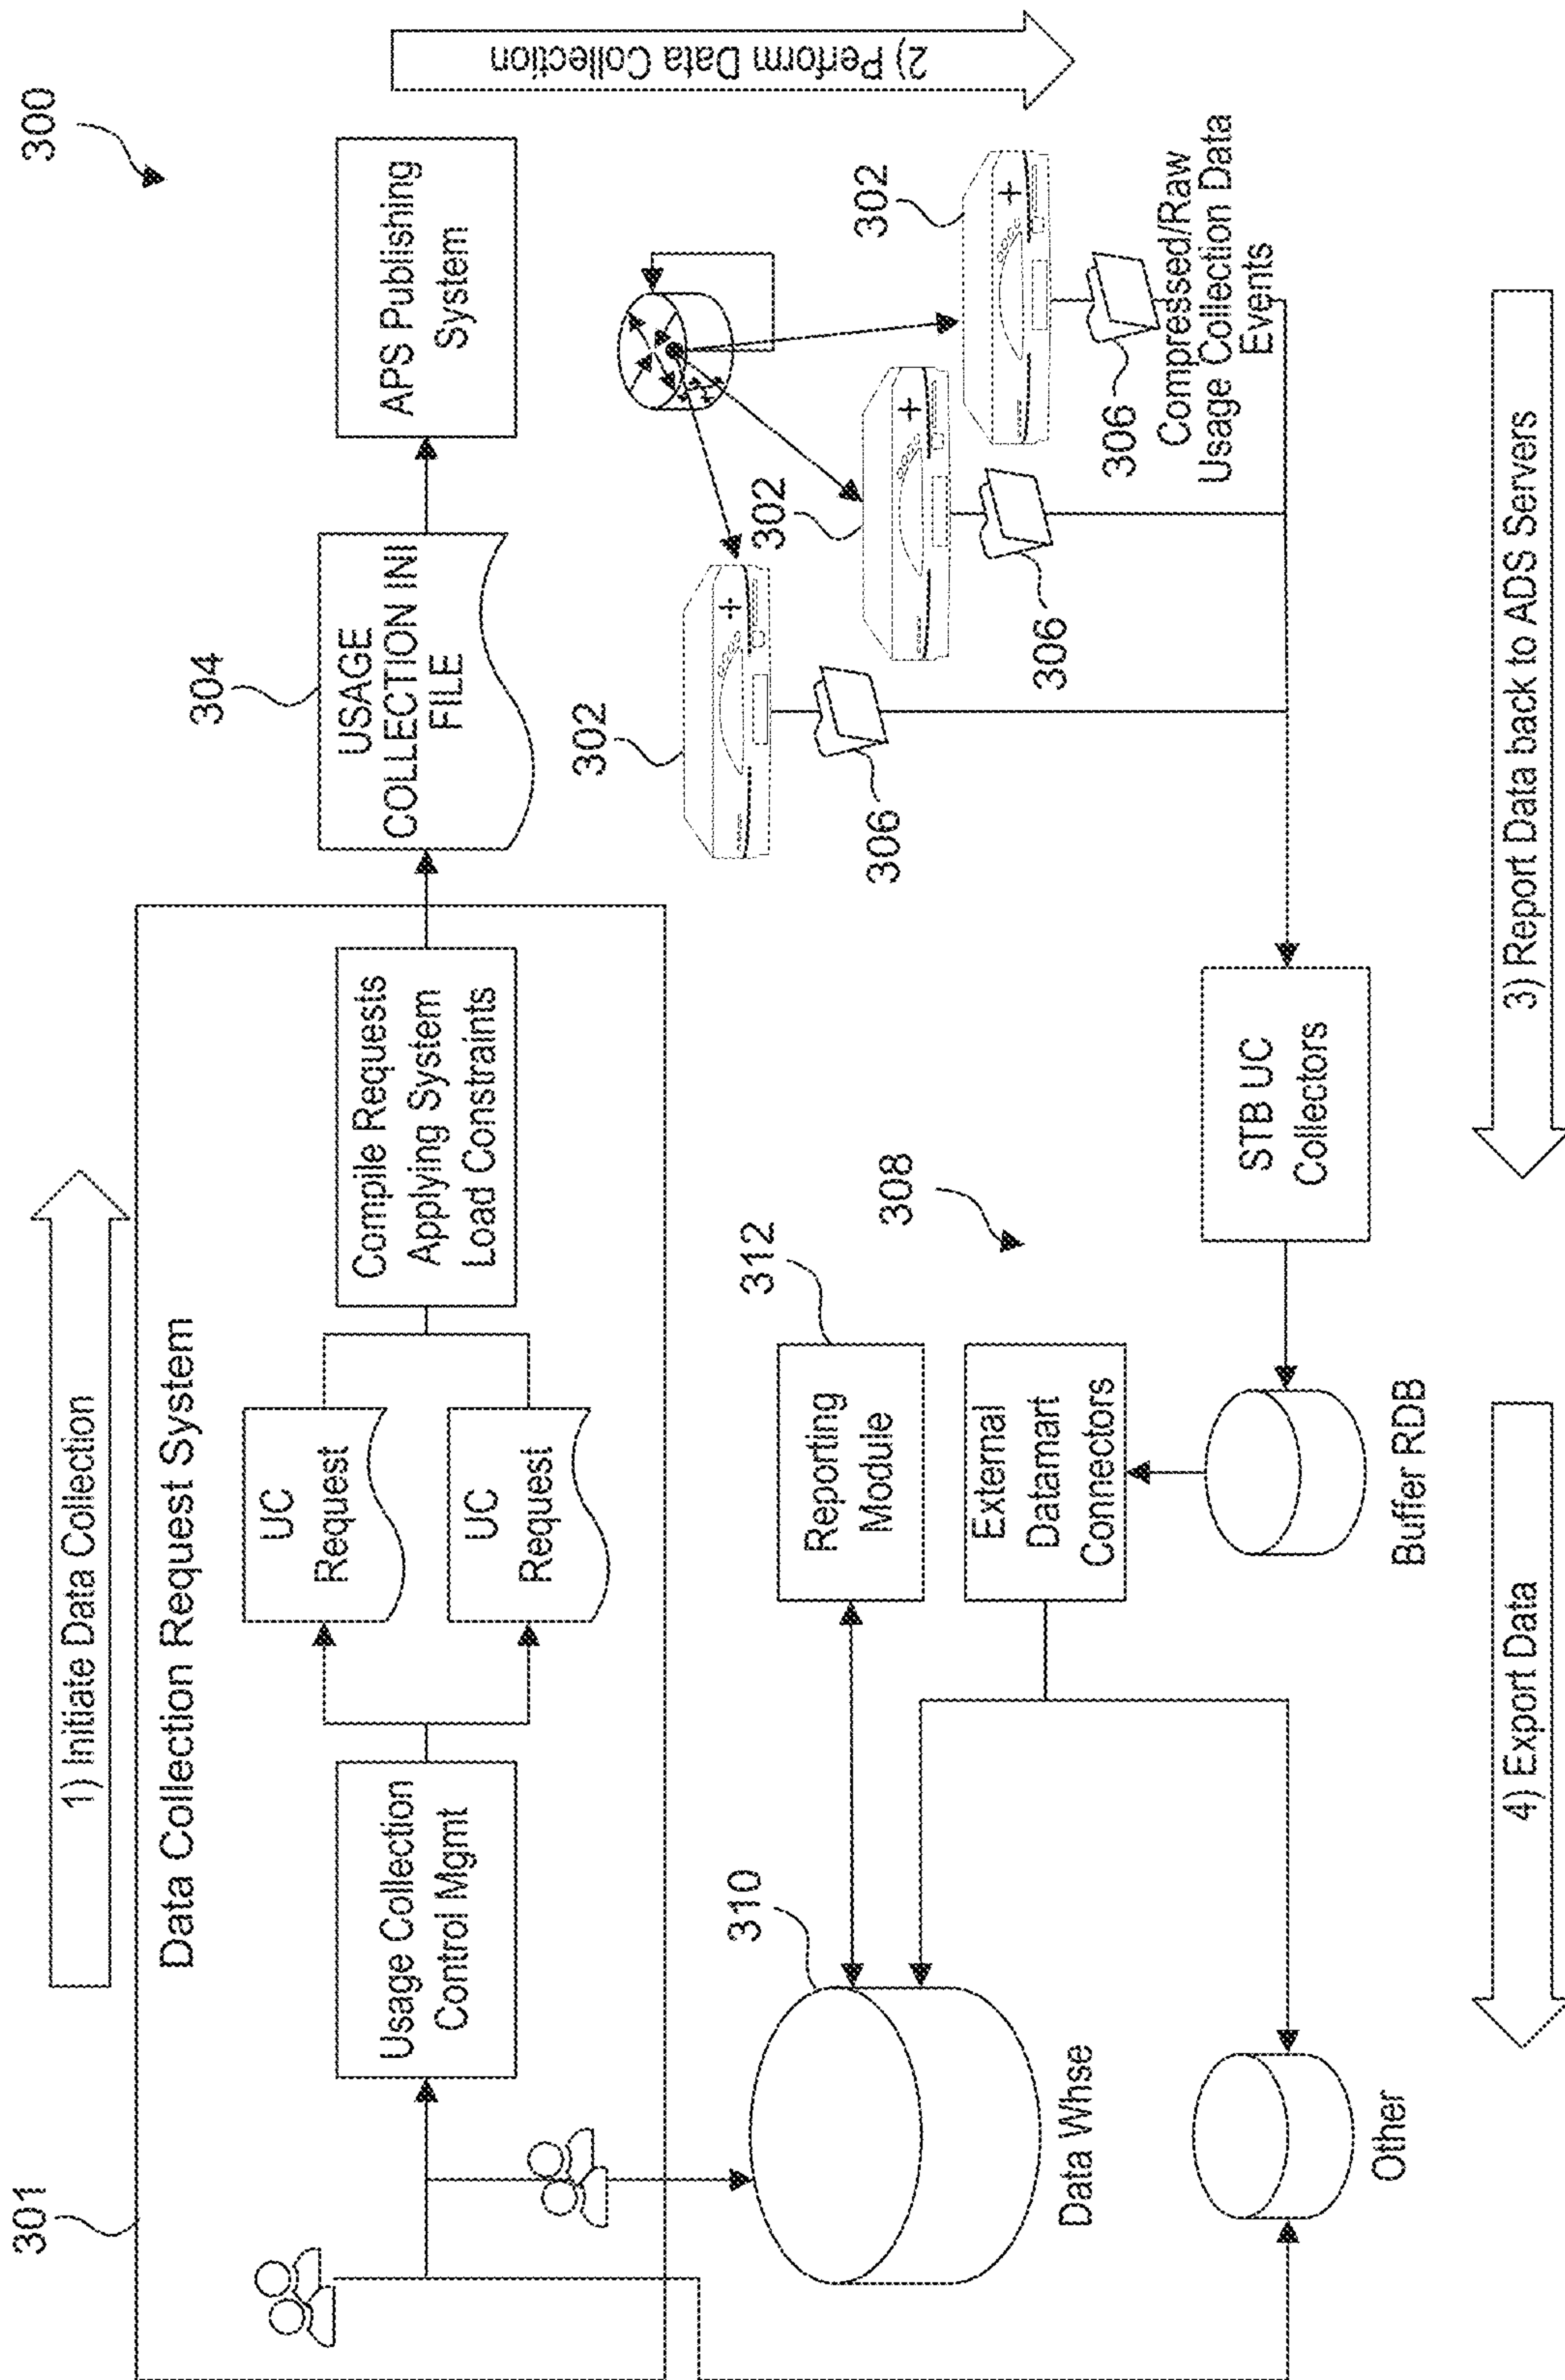 300
1) Initiate Data Collection
301
Data Collection Request System
Usage Collection
Control Mgmt
UC
Request
UC
Request
Compile Requests
Applying System
Load Constraints
304
USAGE
COLLECTION INI
FILE
APS Publishing
System
2) Perform Data Collection
302
302
302
306
306
306
Compressed/Raw
Usage Collection Data
Events
310
Data Whse
Other
312
Reporting
Module
308
External
Datamart
Connectors
Buffer RDB
STB UC
Collectors
4) Export Data
3) Report Data back to ADS Servers